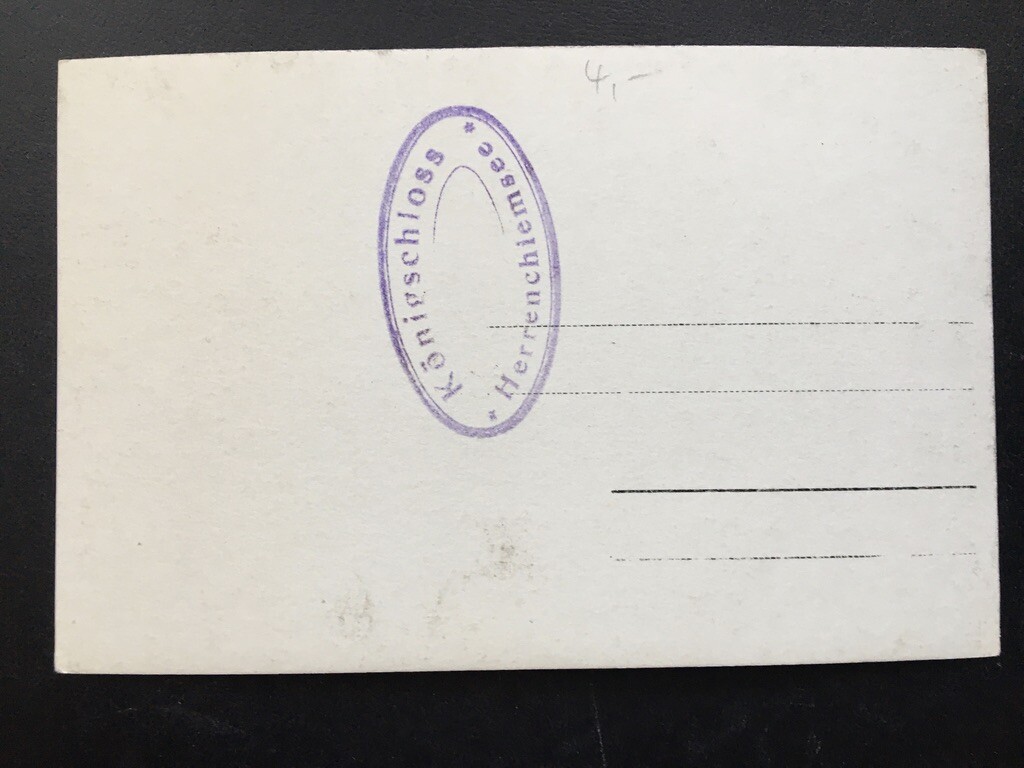 4,-
* Königschloss *
Herrenchiemsee